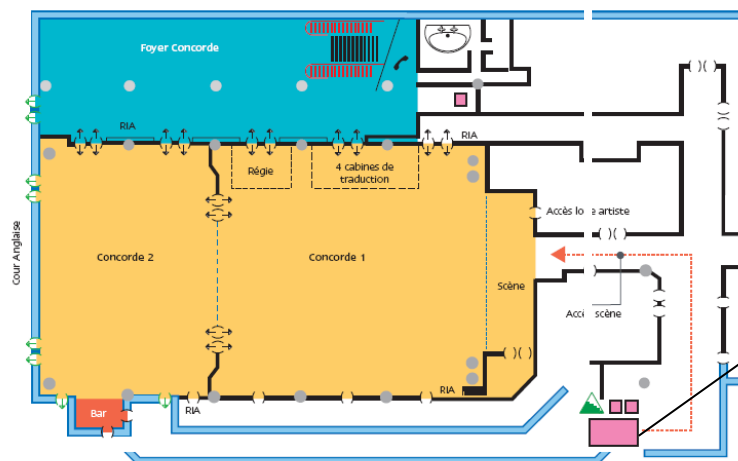 Foyer Concorde
RIA
RIA
Régie
4 cabines de
traduction
Accès lo e artiste
Cour Anglaise
Concorde 2
Concorde 1
Scène
Accè scène
RIA
Bar
RIA